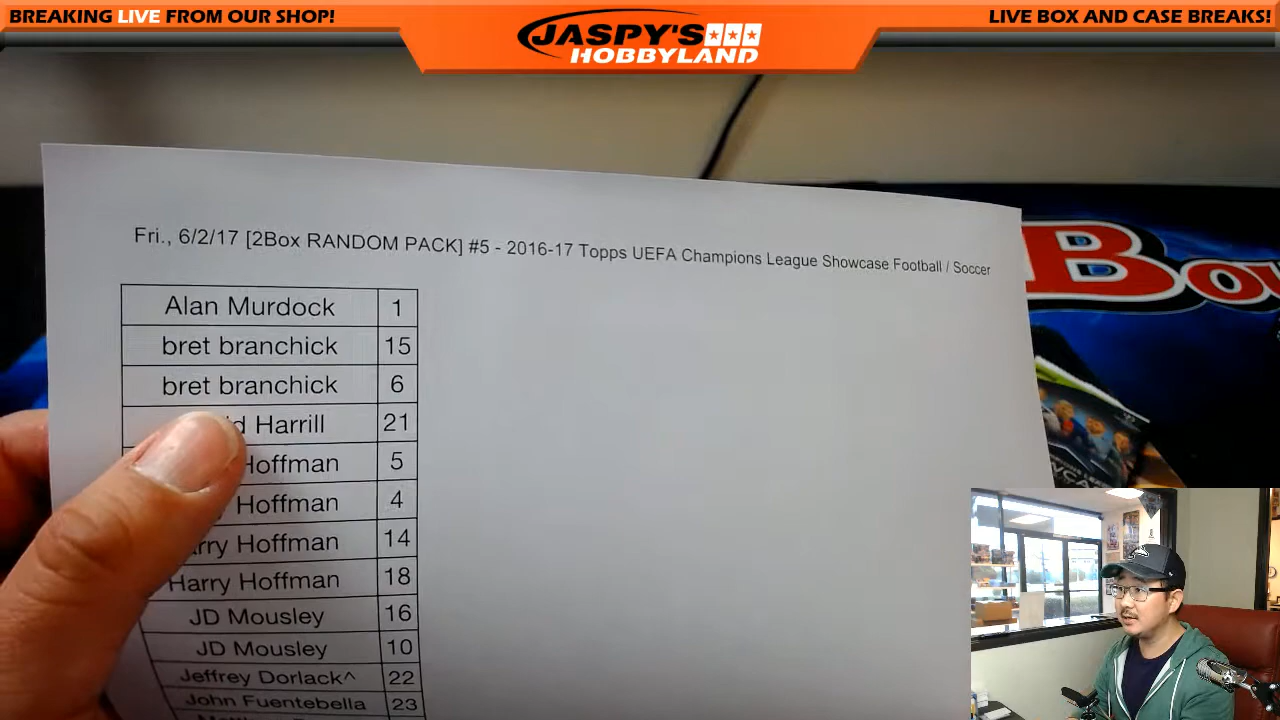 BREAKING LIVE FROM OUR SHOP!
JASPY'S
HOBBYLAND
LIVE BOX AND CASE BREAKS!
Fri., 6/2/17 [2Box RANDOM PACK] #5 - 2016-17 Topps UEFA Champions League Showcase Football / Soccer
Alan Murdock 1
bret branchick 15
bret branchick 6
Harrill 21
Hoffman 5
Hoffman 4
Hoffman 14
Harry Hoffman 18
JD Mousley 16
JD Mousley 10
Jeffrey Dorlack^ 22
John Fuentebella 23